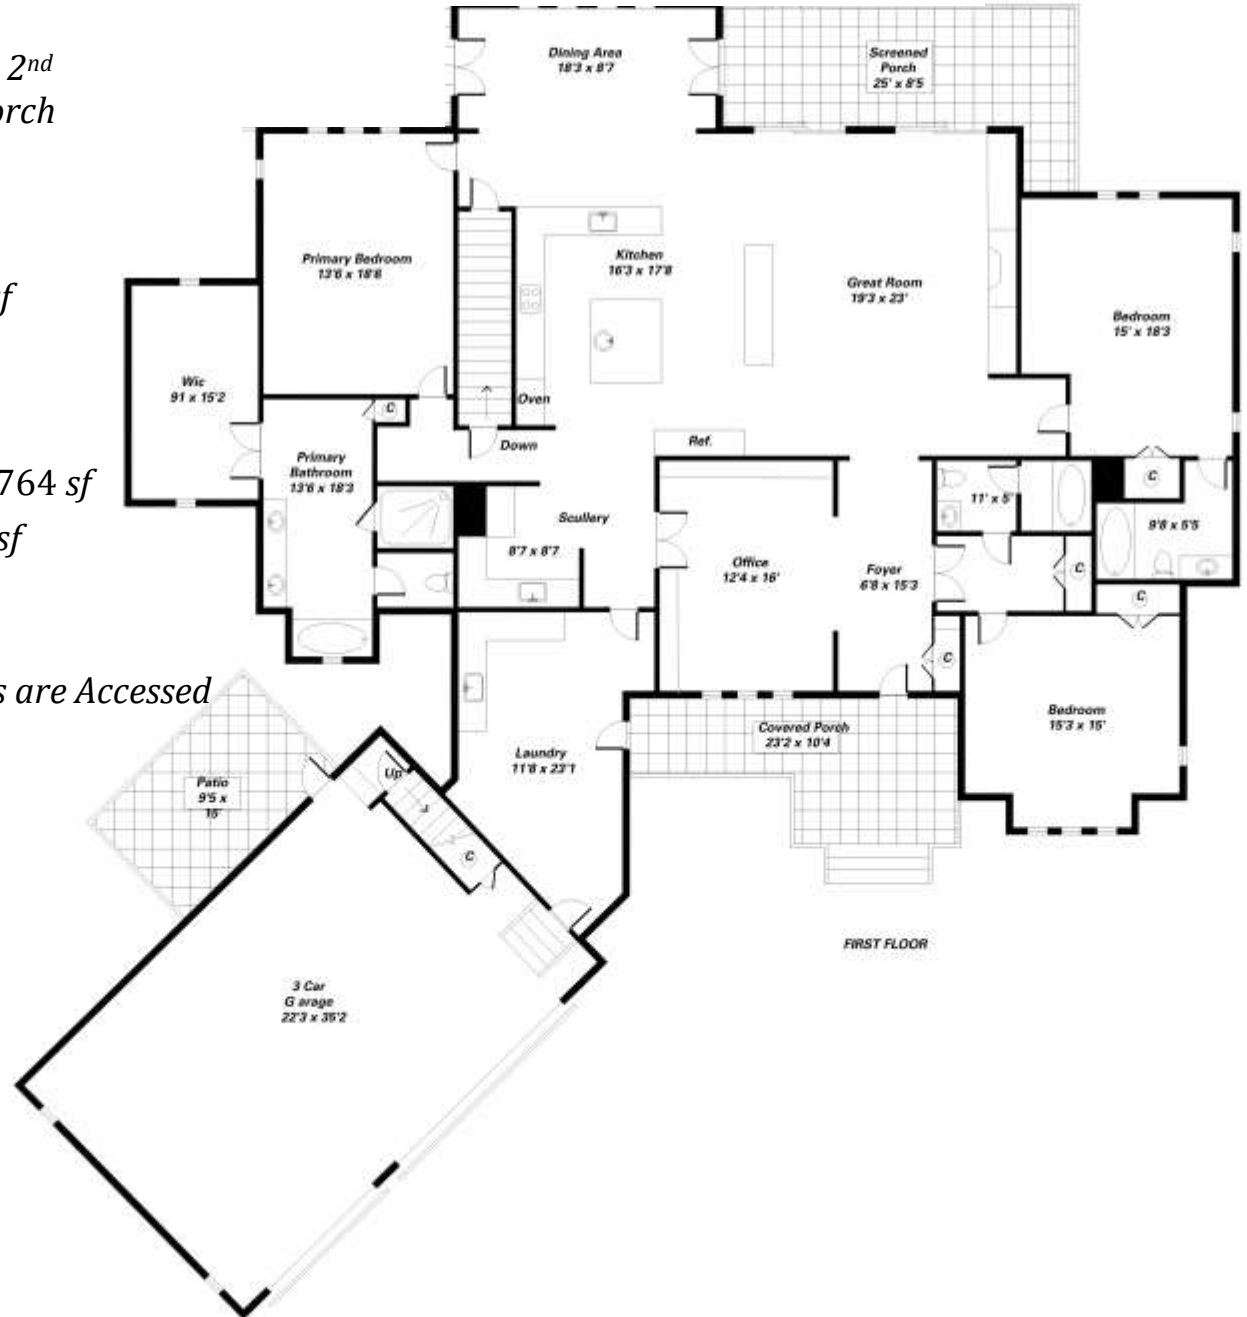 2nd
orch
sf
764 sf
sf
s are Accessed
Dining Area
18'3 x 8'7
Screened
Porch
25' x 8'5
Primary Bedroom
13'6 x 18'6
Kitchen
16'3 x 17'8
Great Room
19'3 x 23'
Bedroom
15' x 18'3
Wic
91 x 15'2
C
Oven
Down
Ref.
Primary
Bathroom
13'6 x 18'3
Scullery
8'7 x 8'7
Office
12'4 x 16'
Foyer
6'8 x 15'3
11' x 5'
C
9'8 x 5'5
C
C
C
Bedroom
15'3 x 15'
Covered Porch
23'2 x 10'4
Laundry
11'8 x 23'1
Up
C
Patio
9'5 x
15'
FIRST FLOOR
3 Car
G arage
22'3 x 35'2